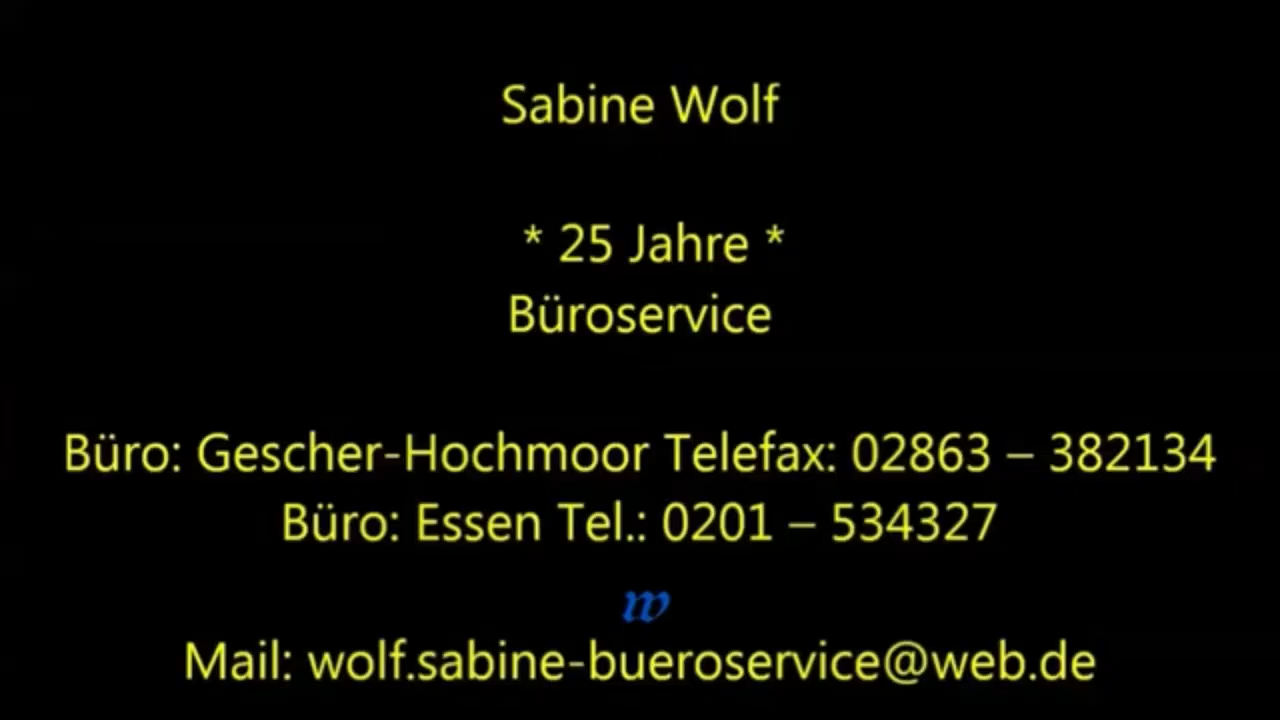 Sabine Wolf
* 25 Jahre *
Büroservice
Büro: Gescher-Hochmoor Telefax: 02863 – 382134
Büro: Essen Tel.: 0201 – 534327
w
Mail: wolf.sabine-bueroservice@web.de